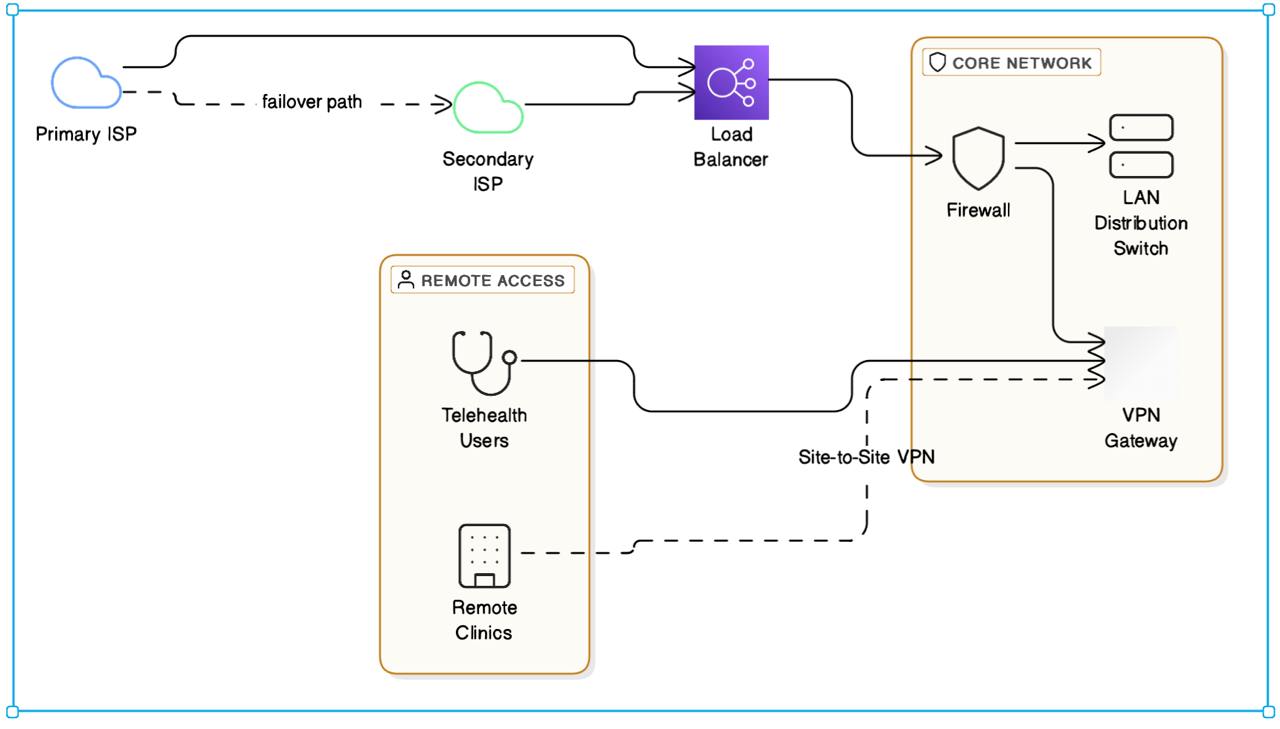 Primary ISP
failover path
Secondary
ISP
Load
Balancer
CORE NETWORK
Firewall
LAN
Distribution
Switch
VPN
Gateway
REMOTE ACCESS
Telehealth
Users
Site-to-Site VPN
Remote
Clinics